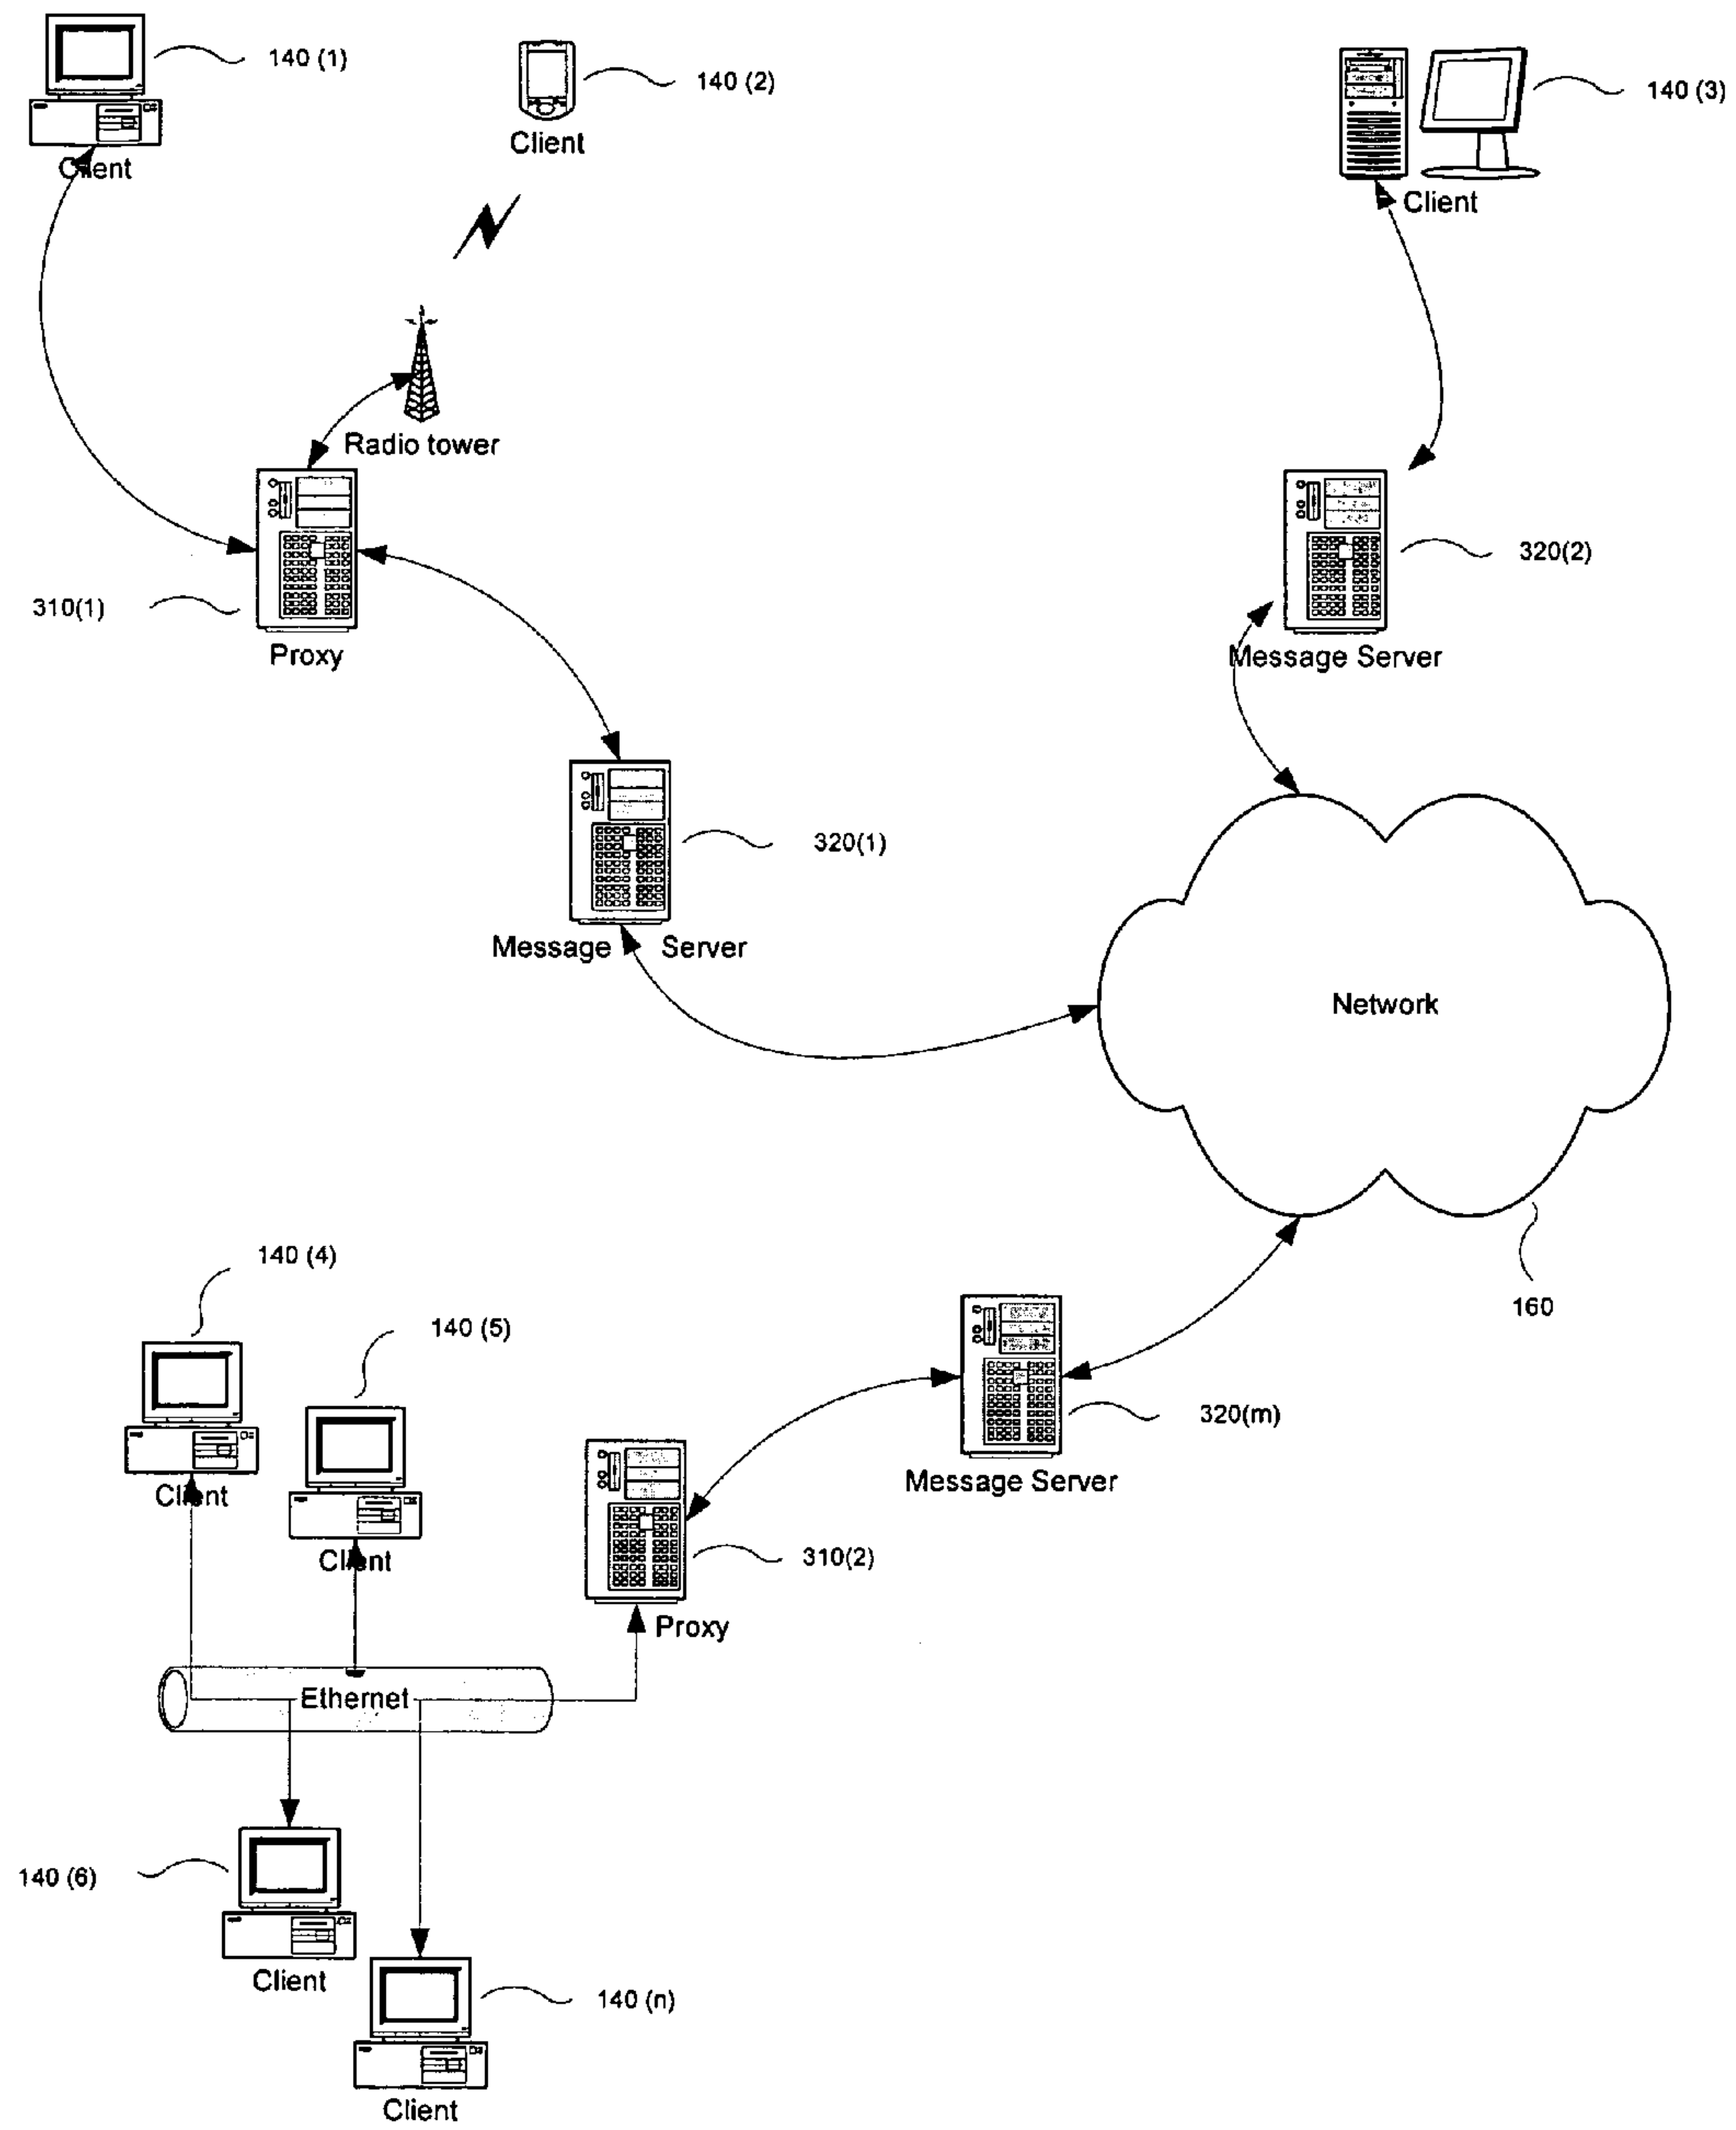 140 (1)
140 (2)
140 (3)
Client
Client
Client
Radio tower
310(1)
Proxy
320(2)
Message Server
320(1)
Message Server
Network
160
140 (4)
140 (5)
Client
Client
320(m)
Message Server
310(2)
Proxy
Ethernet
140 (6)
Client
140 (n)
Client